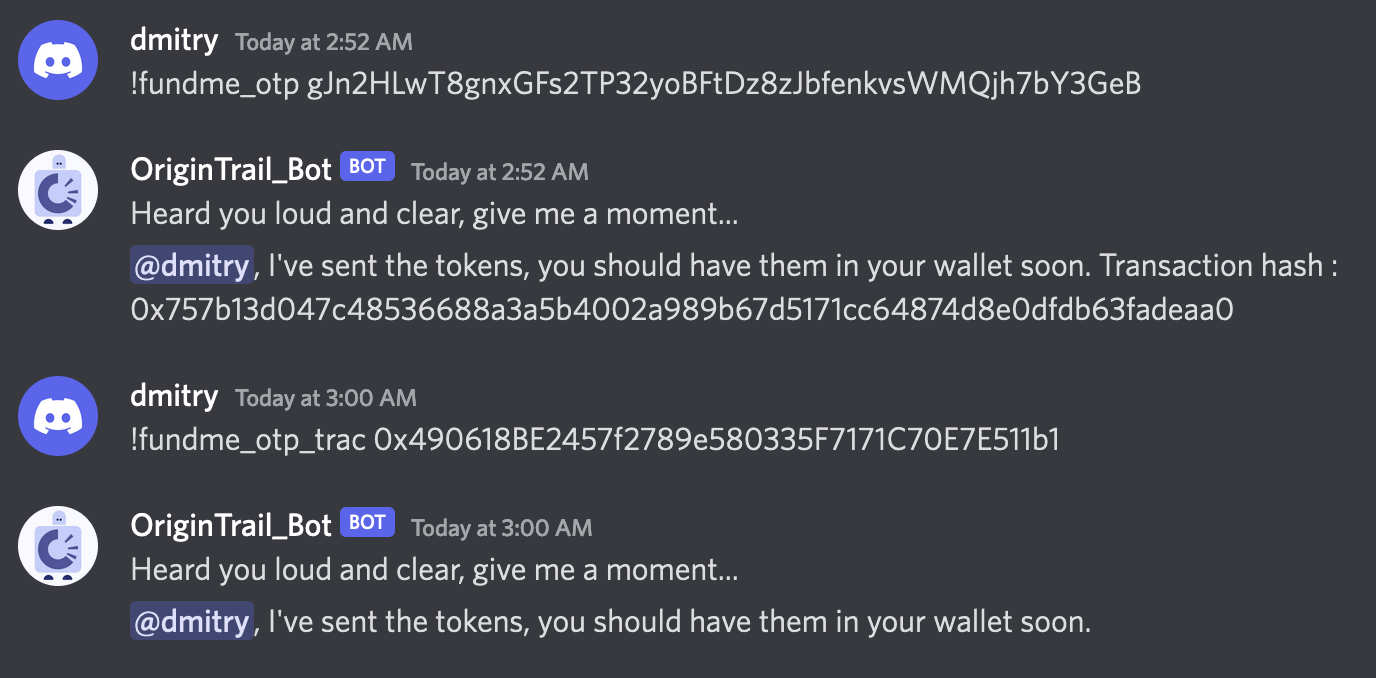 dmitry Today at 2:52 AM
!fundme_otp gJn2HLwT8gnxGFs2TP32yoBFtDz8zJbfenkvsWMQjh7bY3GeB
OriginTrail_Bot BOT Today at 2:52 AM
Heard you loud and clear, give me a moment...
@dmitry, I've sent the tokens, you should have them in your wallet soon. Transaction hash :
0x757b13d047c48536688a3a5b4002a989b67d5171cc64874d8e0dfdb63fadeaa0
dmitry Today at 3:00 AM
!fundme_otp_trac 0x490618BE2457f2789e580335F7171C70E7E511b1
OriginTrail_Bot BOT Today at 3:00 AM
Heard you loud and clear, give me a moment...
@dmitry, I've sent the tokens, you should have them in your wallet soon.